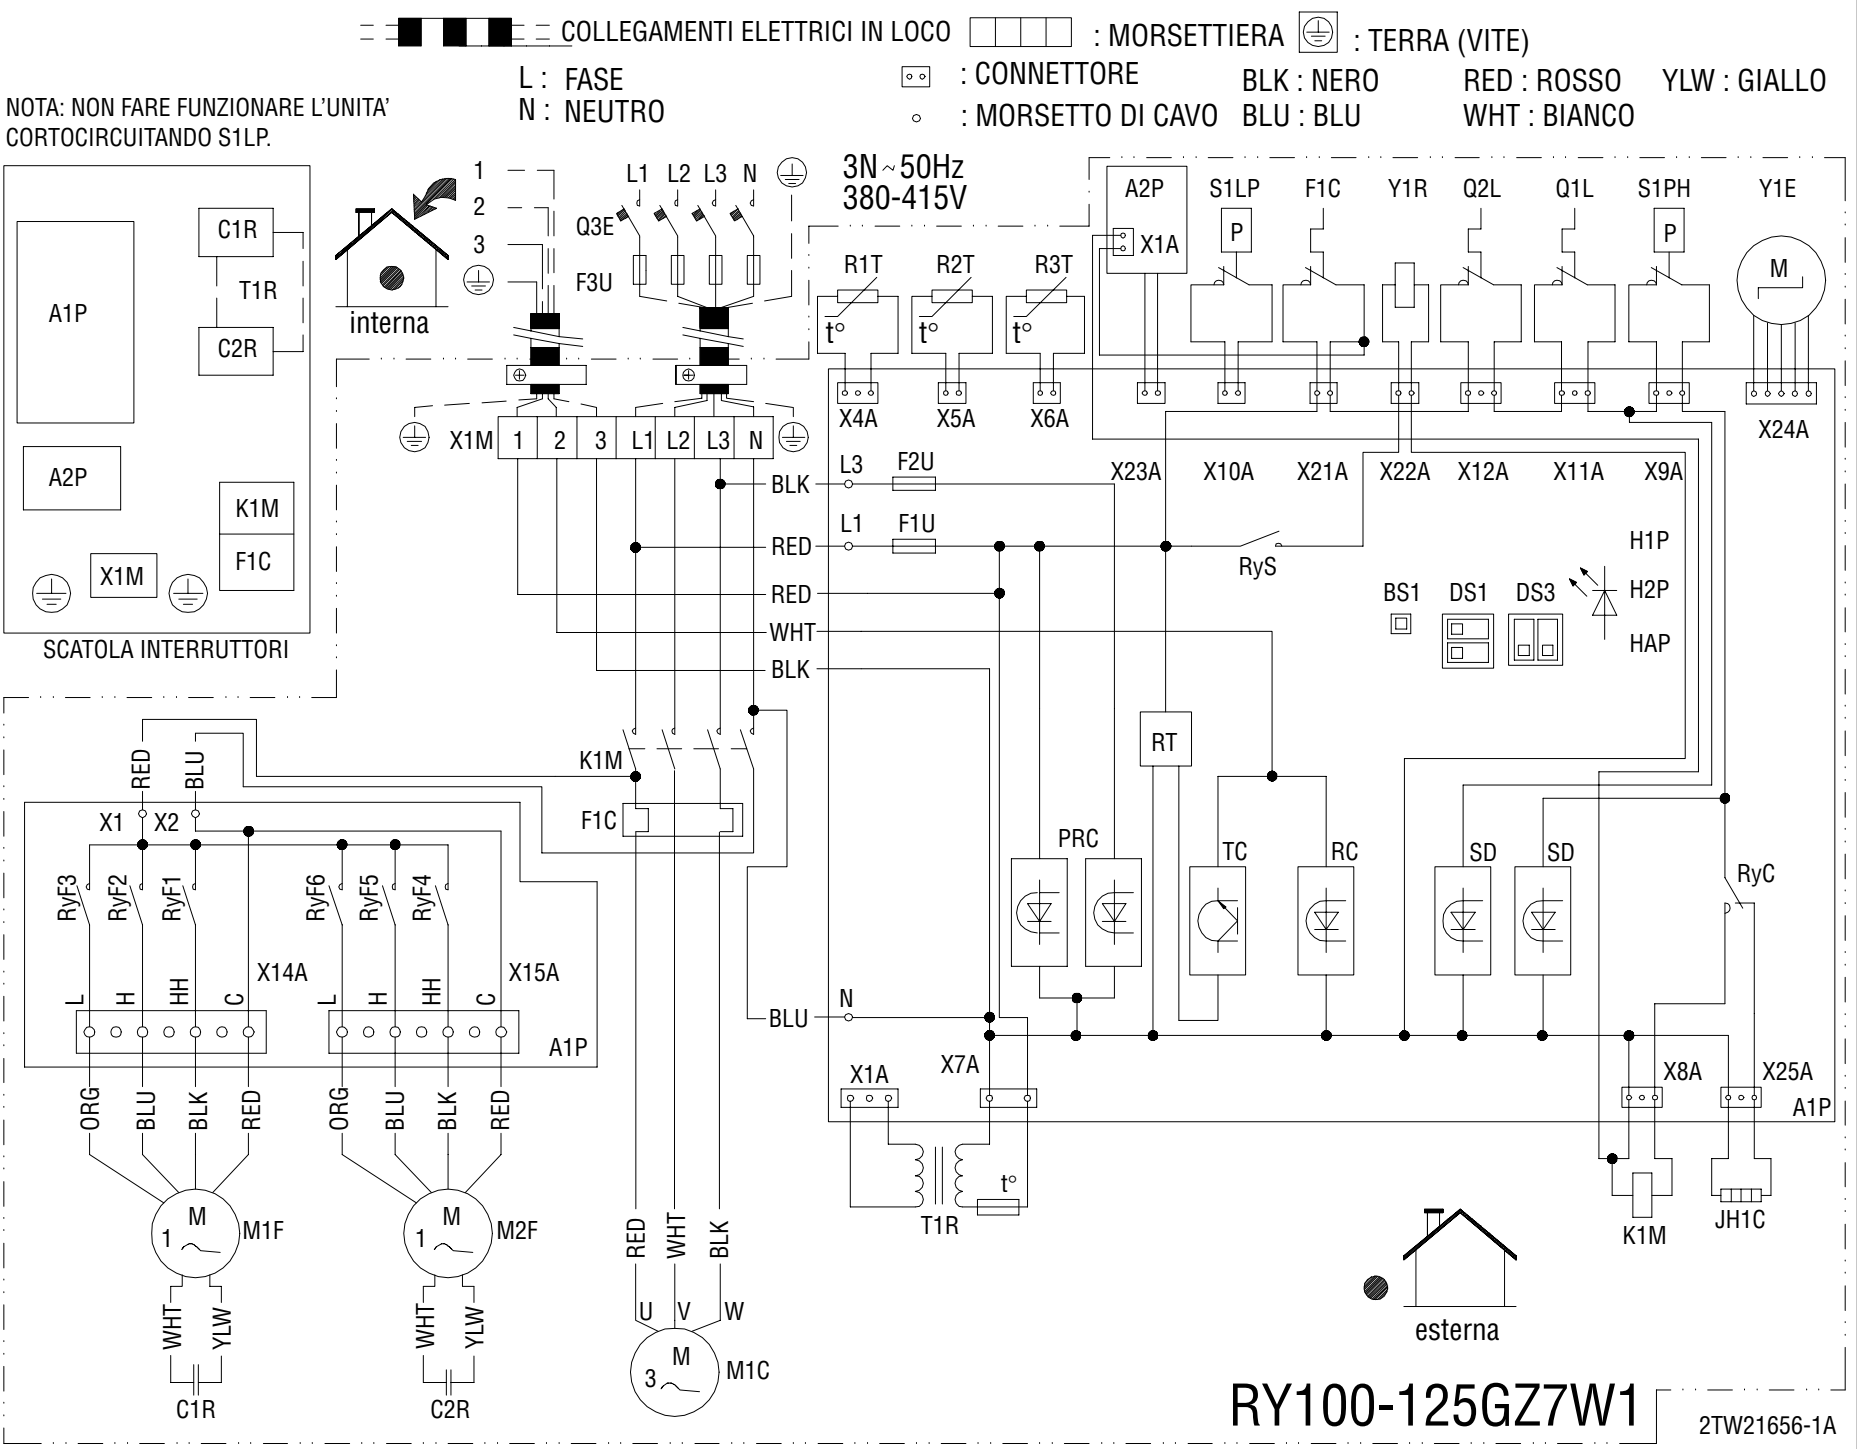 COLLEGAMENTI ELETTRICI IN LOCO : MORSETTIERA : TERRA (VITE)
L : FASE : CONNETTORE BLK : NERO RED : ROSSO YLW : GIALLO
N : NEUTRO : MORSETTO DI CAVO BLU : BLU WHT : BIANCO
NOTA: NON FARE FUNZIONARE L'UNITA'
CORTOCIRCUITANDO S1LP.
3N~50Hz
380-415V
1
2
3
L1 L2 L3 N
Q3E
F3U
interna
A1P
C1R
T1R
C2R
A2P
K1M
F1C
X1M
SCATOLA INTERRUTTORI
A2P S1LP F1C Y1R Q2L Q1L S1PH Y1E
X1A
P
P
M
R1T R2T R3T
t° t° t°
X4A X5A X6A
X24A
X1M 1 2 3 L1 L2 L3 N
X23A X10A X21A X22A X12A X11A X9A
BLK L3 F2U
RED L1 F1U
RyS
RED
WHT
BLK
H1P
H2P
HAP
BS1 DS1 DS3
K1M
F1C
RT
PRC
TC RC SD SD
RyC
RED BLU
X1 X2
RyF3 RyF2 RyF1 RyF6 RyF5 RyF4
X14A X15A
L H HH C L H HH C
A1P
BLU N
X1A X7A X8A X25A
A1P
ORG BLU BLK RED ORG BLU BLK RED
t°
T1R
K1M JH1C
M
1
M1F
M
1
M2F
RED WHT BLK
U V W
M
3
M1C
WHT YLW WHT YLW
C1R C2R
esterna
RY100-125GZ7W1
2TW21656-1A